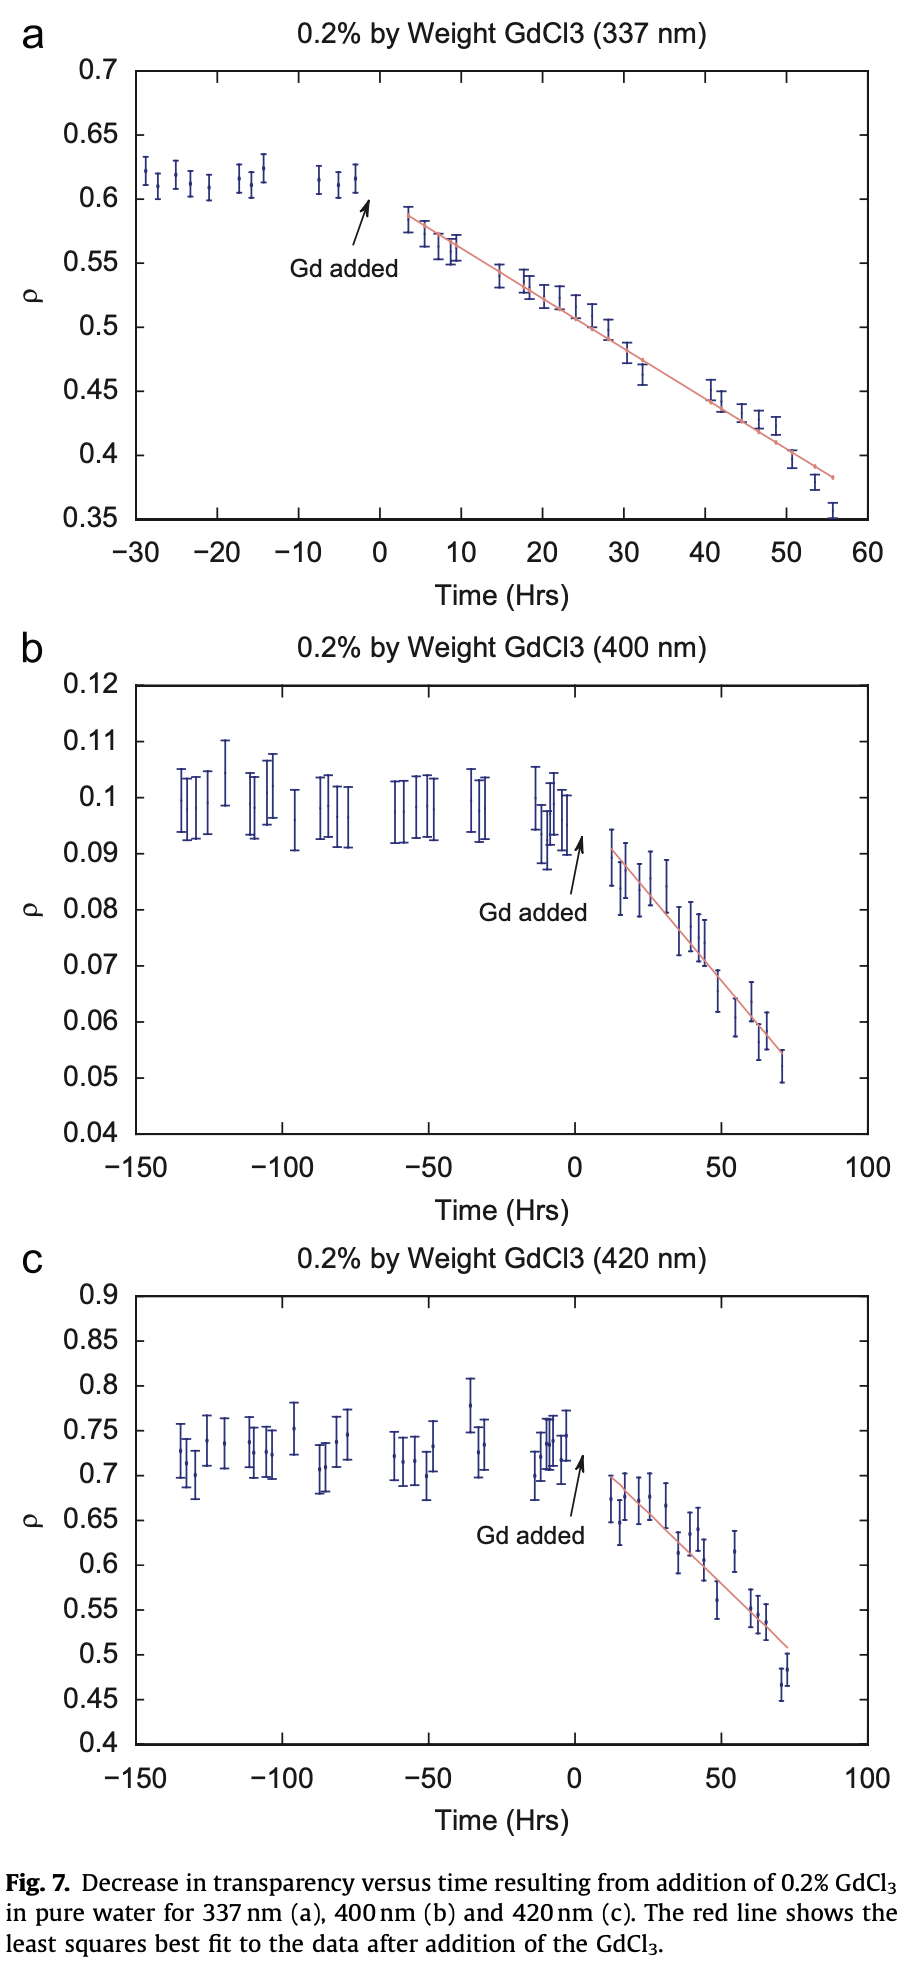 a
0.2% by Weight GdCl3 (337 nm)
0.7
0.65
0.6
0.55
0.5
0.45
0.4
0.35
ρ
Gd added
−30 −20 −10 0 10 20 30 40 50 60
Time (Hrs)
b
0.2% by Weight GdCl3 (400 nm)
0.12
0.11
0.1
0.09
0.08
0.07
0.06
0.05
0.04
ρ
Gd added
−150 −100 −50 0 50 100
Time (Hrs)
c
0.2% by Weight GdCl3 (420 nm)
0.9
0.85
0.8
0.75
0.7
0.65
0.6
0.55
0.5
0.45
0.4
ρ
Gd added
−150 −100 −50 0 50 100
Time (Hrs)
Fig. 7. Decrease in transparency versus time resulting from addition of 0.2% GdCl₃
in pure water for 337 nm (a), 400 nm (b) and 420 nm (c). The red line shows the
least squares best fit to the data after addition of the GdCl₃.